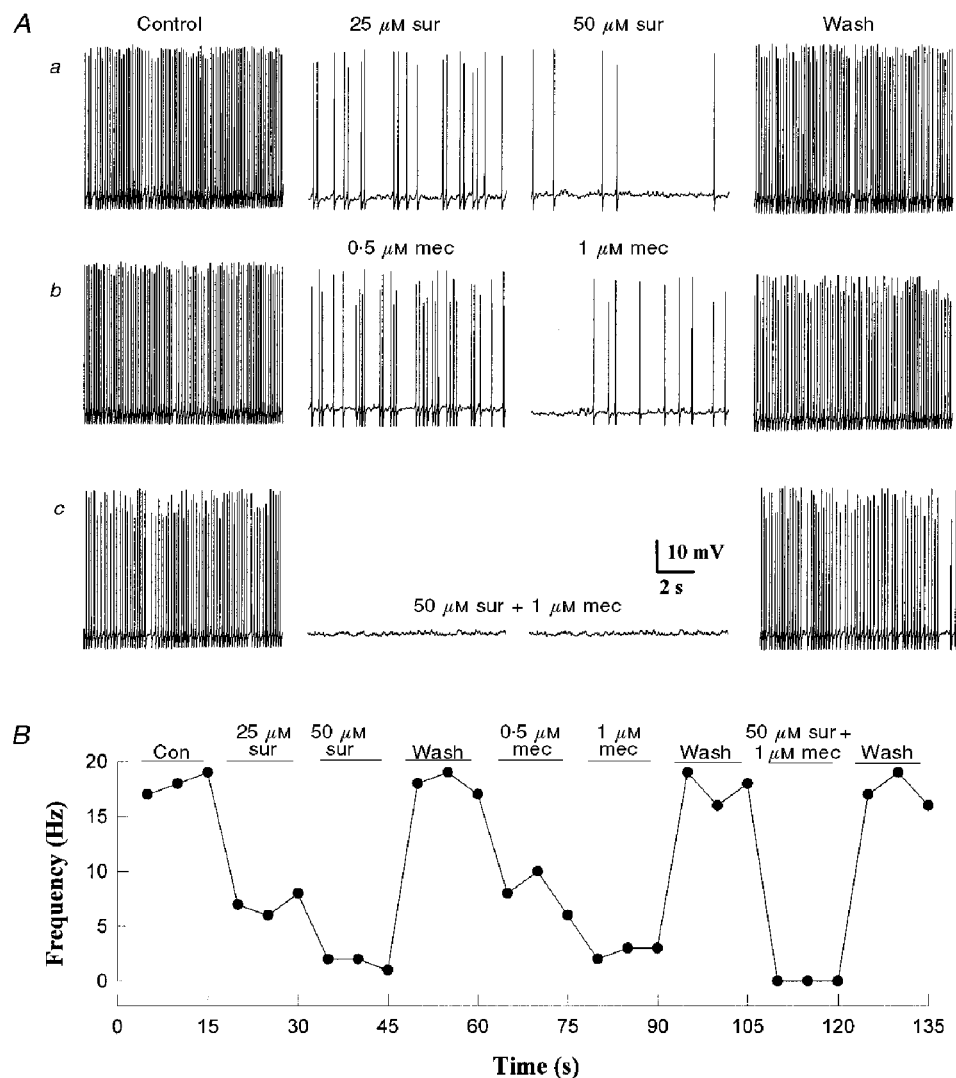 A
Control 25 μM sur 50 μM sur Wash
a
0·5 μM mec 1 μM mec
b
c
10 mV
2 s
50 μM sur + 1 μM mec
B
25 μM sur 50 μM sur 0·5 μM mec 1 μM mec 50 μM sur + 1 μM mec
Con Wash Wash Wash
20
15
10
5
0
Frequency (Hz)
0 15 30 45 60 75 90 105 120 135
Time (s)